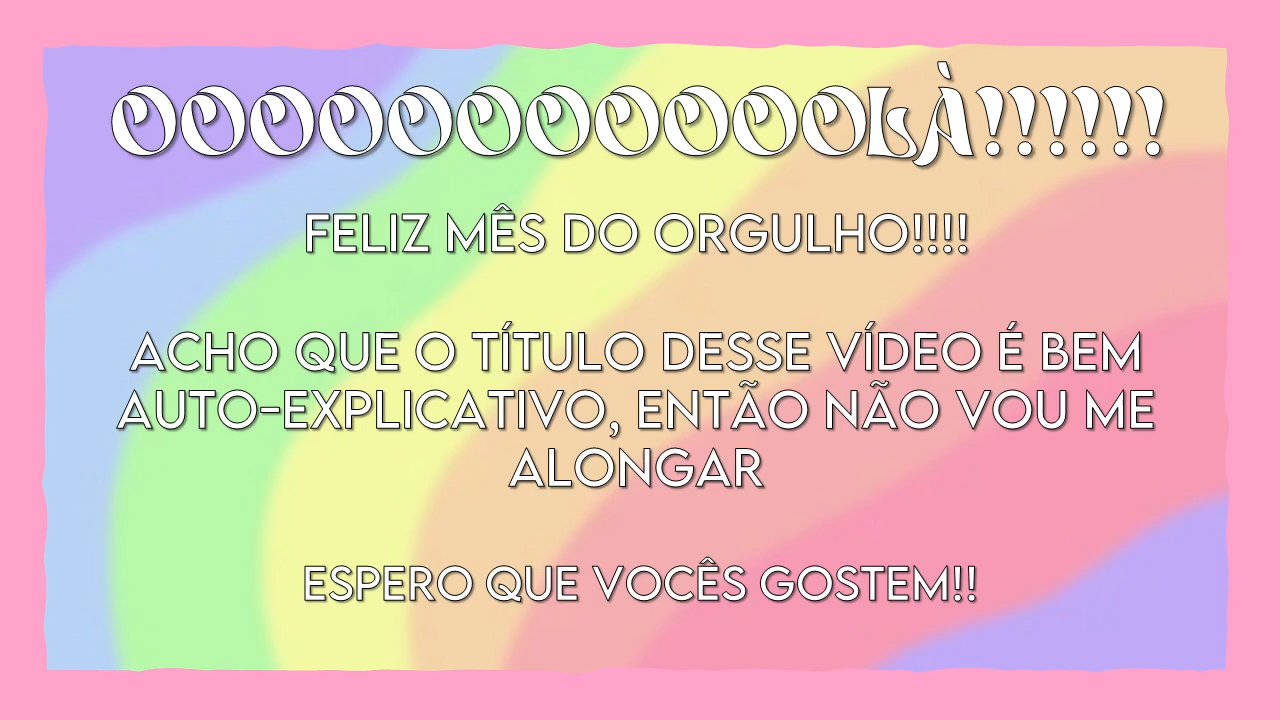 OOOOOOOOOOOLÀ!!!!!!
FELIZ MÊS DO ORGULHO!!!!
ACHO QUE O TÍTULO DESSE VÍDEO É BEM
AUTO-EXPLICATIVO, ENTÃO NÃO VOU ME
ALONGAR
ESPERO QUE VOCÊS GOSTEM!!